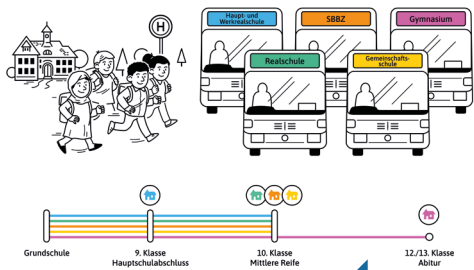 H
Haupt- und
Werkrealschule
SBBZ
Gymnasium
Realschule
Gemeinschafts-
schule
Grundschule
9. Klasse
Hauptschulabschluss
10. Klasse
Mittlere Reife
12./13. Klasse
Abitur